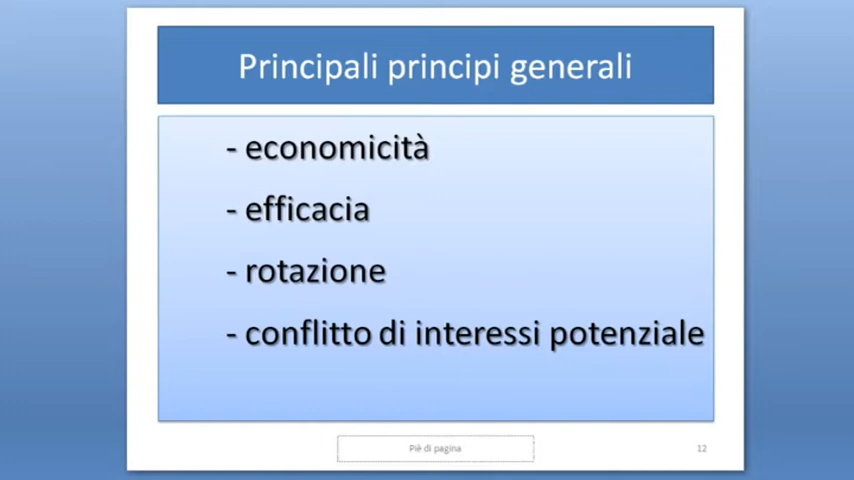 Principali principi generali
- economicità
- efficacia
- rotazione
- conflitto di interessi potenziale
Piè di pagina
12